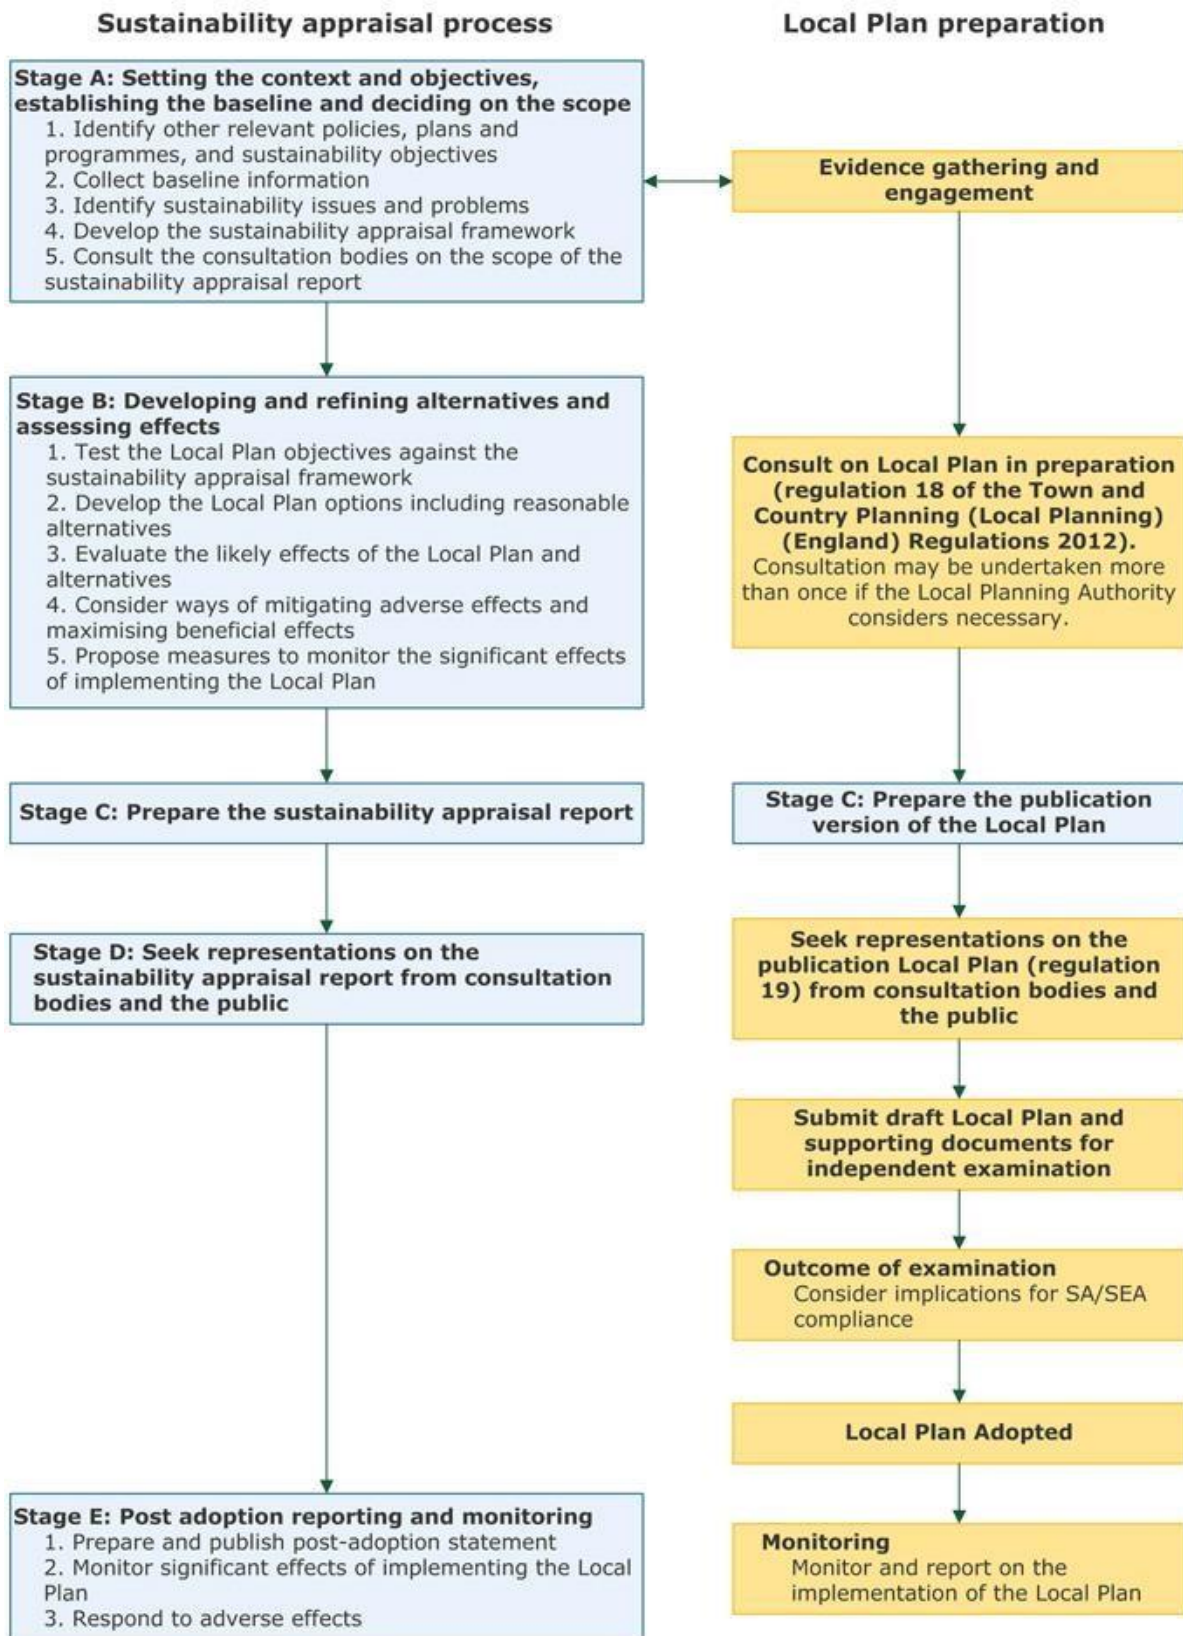 Sustainability appraisal process
Stage A: Setting the context and objectives,
establishing the baseline and deciding on the scope
1. Identify other relevant policies, plans and
programmes, and sustainability objectives
2. Collect baseline information
3. Identify sustainability issues and problems
4. Develop the sustainability appraisal framework
5. Consult the consultation bodies on the scope of the
sustainability appraisal report
Stage B: Developing and refining alternatives and
assessing effects
1. Test the Local Plan objectives against the
sustainability appraisal framework
2. Develop the Local Plan options including reasonable
alternatives
3. Evaluate the likely effects of the Local Plan and
alternatives
4. Consider ways of mitigating adverse effects and
maximising beneficial effects
5. Propose measures to monitor the significant effects
of implementing the Local Plan
Stage C: Prepare the sustainability appraisal report
Stage D: Seek representations on the
sustainability appraisal report from consultation
bodies and the public
Stage E: Post adoption reporting and monitoring
1. Prepare and publish post-adoption statement
2. Monitor significant effects of implementing the Local
Plan
3. Respond to adverse effects
Local Plan preparation
Evidence gathering and
engagement
Consult on Local Plan in preparation
(regulation 18 of the Town and
Country Planning (Local Planning)
(England) Regulations 2012).
Consultation may be undertaken more
than once if the Local Planning Authority
considers necessary.
Stage C: Prepare the publication
version of the Local Plan
Seek representations on the
publication Local Plan (regulation
19) from consultation bodies and
the public
Submit draft Local Plan and
supporting documents for
independent examination
Outcome of examination
Consider implications for SA/SEA
compliance
Local Plan Adopted
Monitoring
Monitor and report on the
implementation of the Local Plan